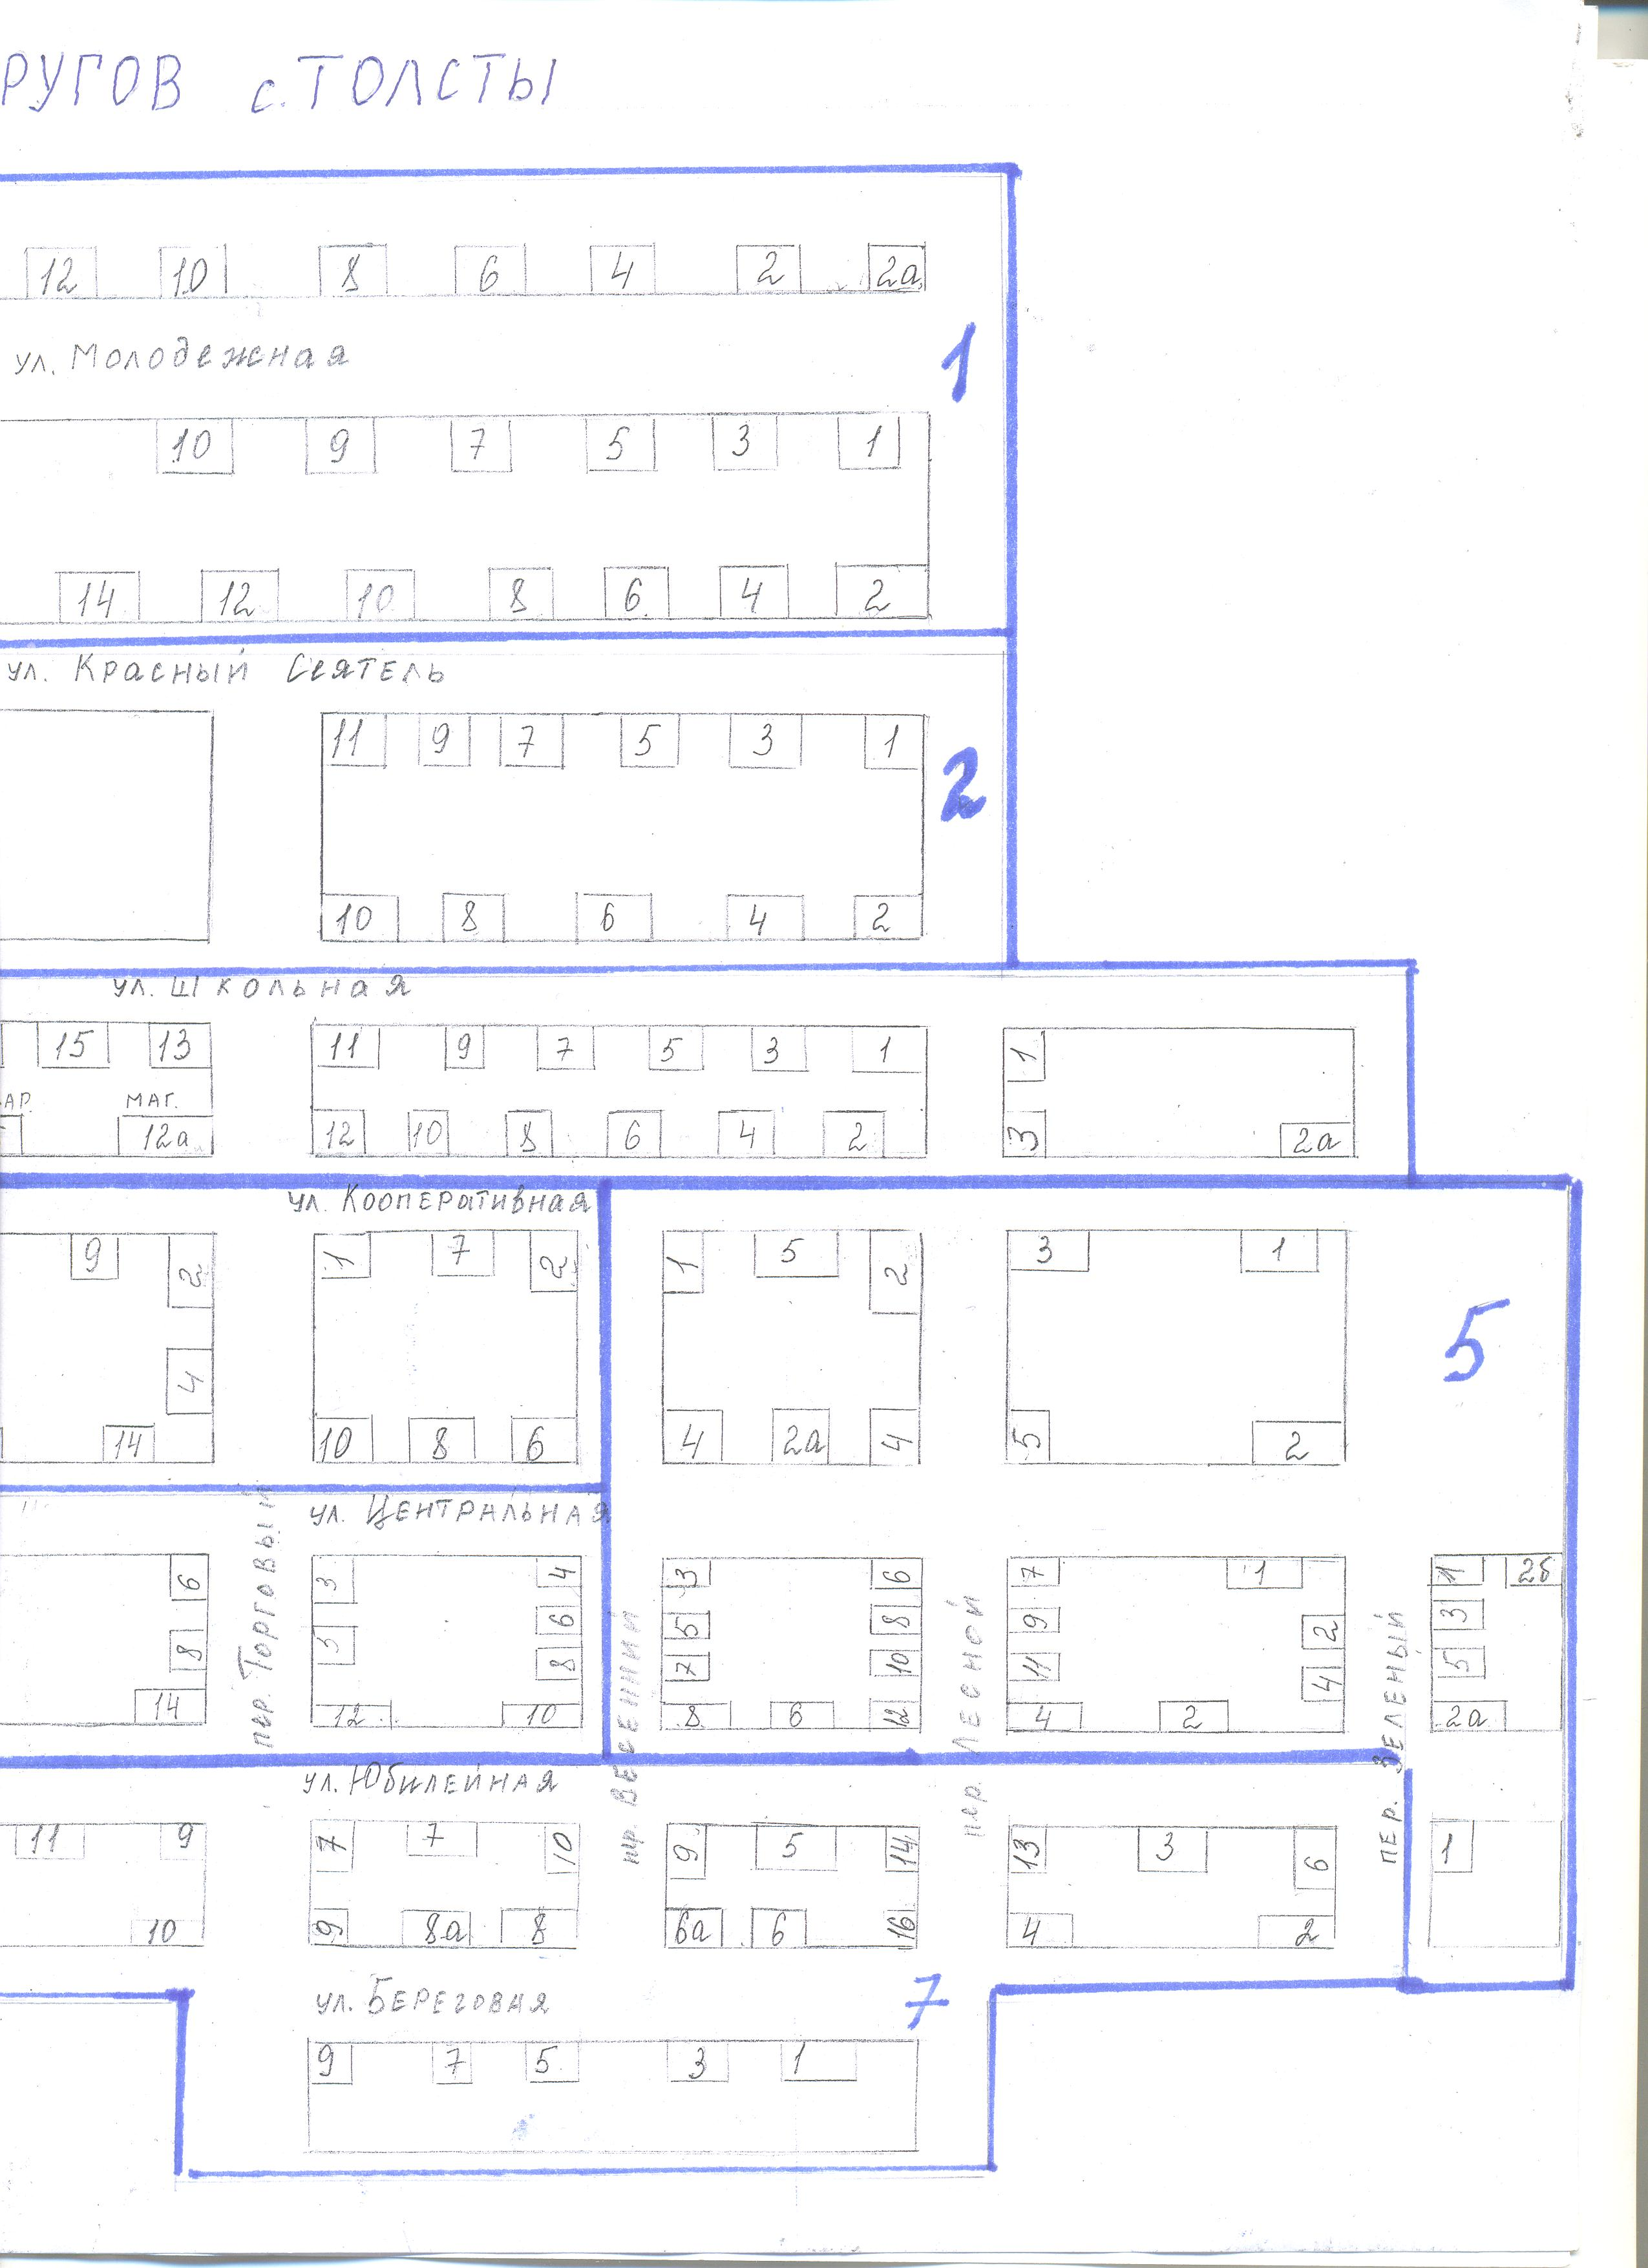 РУГОВ с. ТОЛСТЫ
12 10 8 6 4 2 2а
ул. Молодежная
1
10 9 7 5 3 1
14 12 10 8 6 4 2
ул. Красный Сеятель
11 9 7 5 3 1
2
10 8 6 4 2
ул. Школьная
15 13 11 9 7 5 3 1 1
АР. МАГ.
12а 12 10 8 6 4 2 3 2а
ул. Кооперативная
9 2 1 7 2 1 5 2 3 1
5
4
14 10 8 6 4 2а 4 5 2
ул. Центральная
6 3 4 3 6 7 1 1 2б
5 6 5 8 9 2 3
8 8 7 10 11 4 5
14 12 10 8 6 12 4 2 2а
пер. Торговый
пер. Весенний
пер. Лесной
пер. Зеленый
ул. Юбилейная
11 9 7 7 10 9 5 14 13 3 6 1
10 9 8а 8 6а 6 16 4 2
ул. Береговая
7
9 7 5 3 1